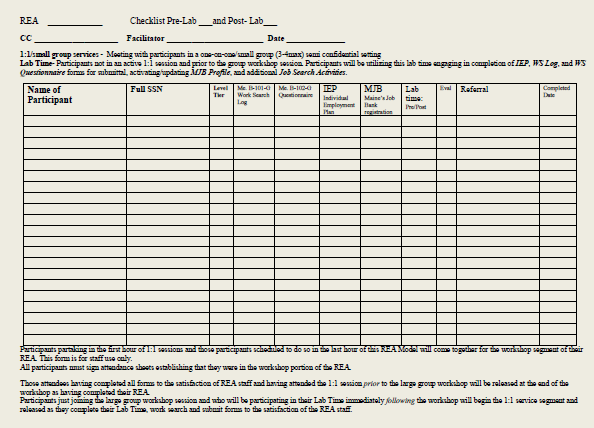 REA ____________ Checklist Pre-Lab ___and Post- Lab___
CC ____________________ Facilitator _______________________ Date ______________
1:1/small group services - Meeting with participants in a one-on-one/small group (3-4max) semi confidential setting
Lab Time- Participants not in an active 1:1 session and prior to the group workshop session. Participants will be utilizing this lab time engaging in completion of IEP, WS Log, and WS
Questionnaire forms for submittal, activating/updating MJB Profile, and additional Job Search Activities.
Name of Participant Full SSN Level Tier Me. B-101-O Work Search Log Me. B-102-O Questionnaire IEP Individual Employment Plan MJB Maine's Job Bank registration Lab time: Pre/Post Eval Referral Completed Date
Participants partaking in the first hour of 1:1 sessions and those participants scheduled to do so in the last hour of this REA Model will come together for the workshop segment of their
REA. This form is for staff use only.
All participants must sign attendance sheets establishing that they were in the workshop portion of the REA.
Those attendees having completed all forms to the satisfaction of REA staff and having attended the 1:1 session prior to the large group workshop will be released at the end of the
workshop as having completed their REA.
Participants just joining the large group workshop session and who will be participating in their Lab Time immediately following the workshop will begin the 1:1 service segment and
released as they complete their Lab Time, work search and submit forms to the satisfaction of the REA staff.